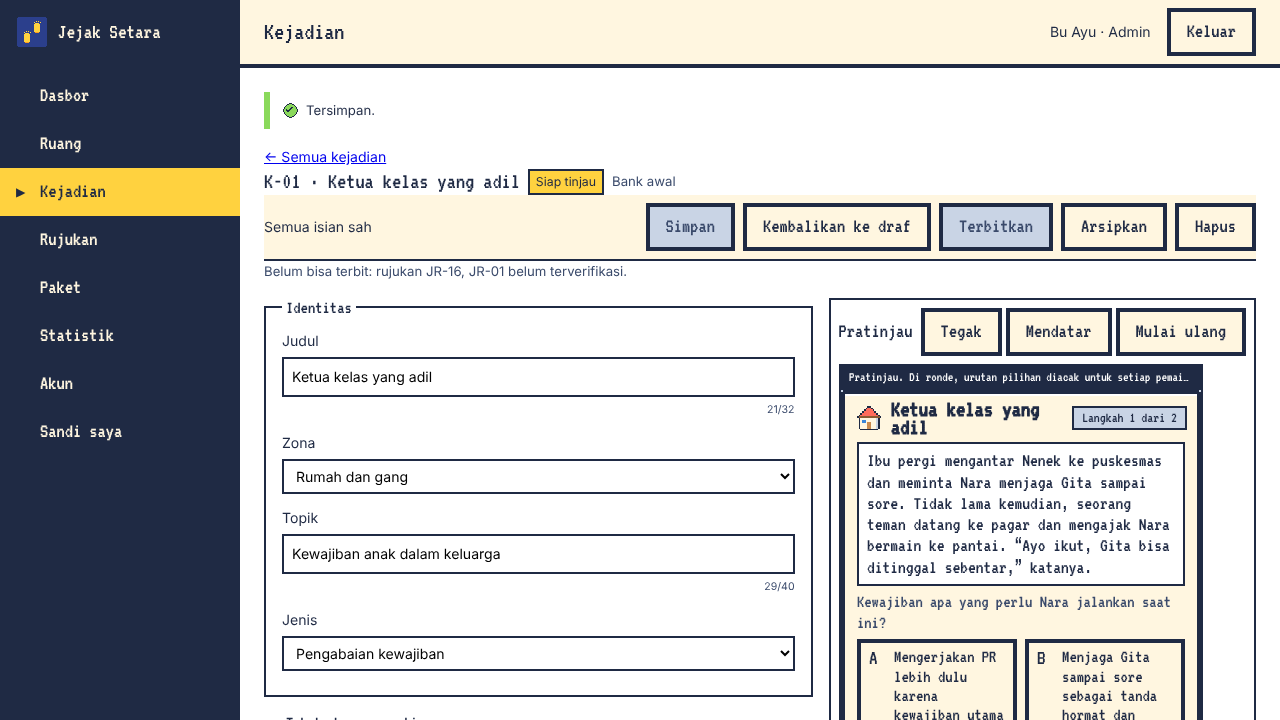 Jejak Setara
Dasbor
Ruang
▶ Kejadian
Rujukan
Paket
Statistik
Akun
Sandi saya
Kejadian
Bu Ayu · Admin
Keluar
Tersimpan.
← Semua kejadian
K-01 · Ketua kelas yang adil
Siap tinjau
Bank awal
Semua isian sah
Simpan
Kembalikan ke draf
Terbitkan
Arsipkan
Hapus
Belum bisa terbit: rujukan JR-16, JR-01 belum terverifikasi.
Identitas
Judul
Ketua kelas yang adil
21/32
Zona
Rumah dan gang
Topik
Kewajiban anak dalam keluarga
29/40
Jenis
Pengabaian kewajiban
Pratinjau
Tegak
Mendatar
Mulai ulang
Pratinjau. Di ronde, urutan pilihan diacak untuk setiap pemai…
Ketua kelas yang
adil
Langkah 1 dari 2
Ibu pergi mengantar Nenek ke puskesmas
dan meminta Nara menjaga Gita sampai
sore. Tidak lama kemudian, seorang
teman datang ke pagar dan mengajak Nara
bermain ke pantai. “Ayo ikut, Gita bisa
ditinggal sebentar,” katanya.
Kewajiban apa yang perlu Nara jalankan saat
ini?
A
Mengerjakan PR
lebih dulu
karena
kewajiban utama
B
Menjaga Gita
sampai sore
sebagai tanda
hormat dan